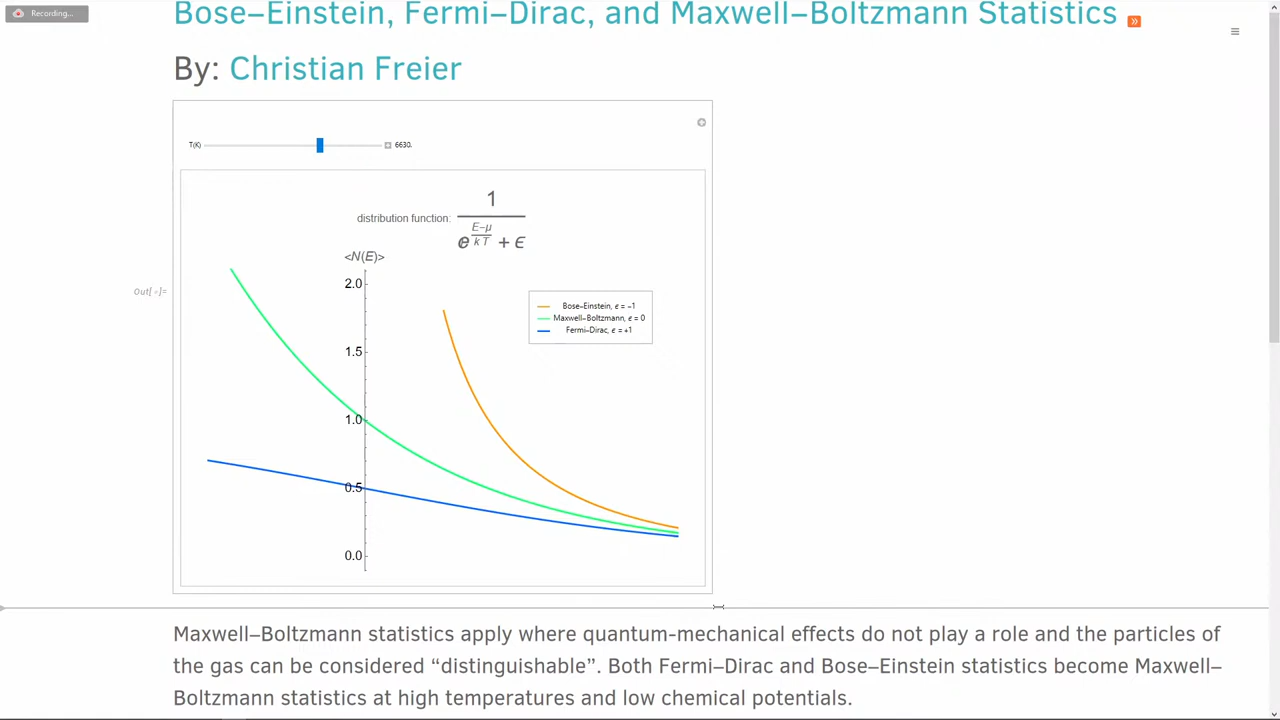 Recording...
Bose–Einstein, Fermi–Dirac, and Maxwell–Boltzmann Statistics »
By: Christian Freier
T(K) 6630.
distribution function: 1 / (e^((E−μ)/(k T)) + ϵ)
<N(E)>
2.0
1.5
1.0
0.5
0.0
Bose–Einstein, ϵ = −1
Maxwell–Boltzmann, ϵ = 0
Fermi–Dirac, ϵ = +1
Out[ ]=
Maxwell–Boltzmann statistics apply where quantum-mechanical effects do not play a role and the particles of
the gas can be considered “distinguishable”. Both Fermi–Dirac and Bose–Einstein statistics become Maxwell–
Boltzmann statistics at high temperatures and low chemical potentials.